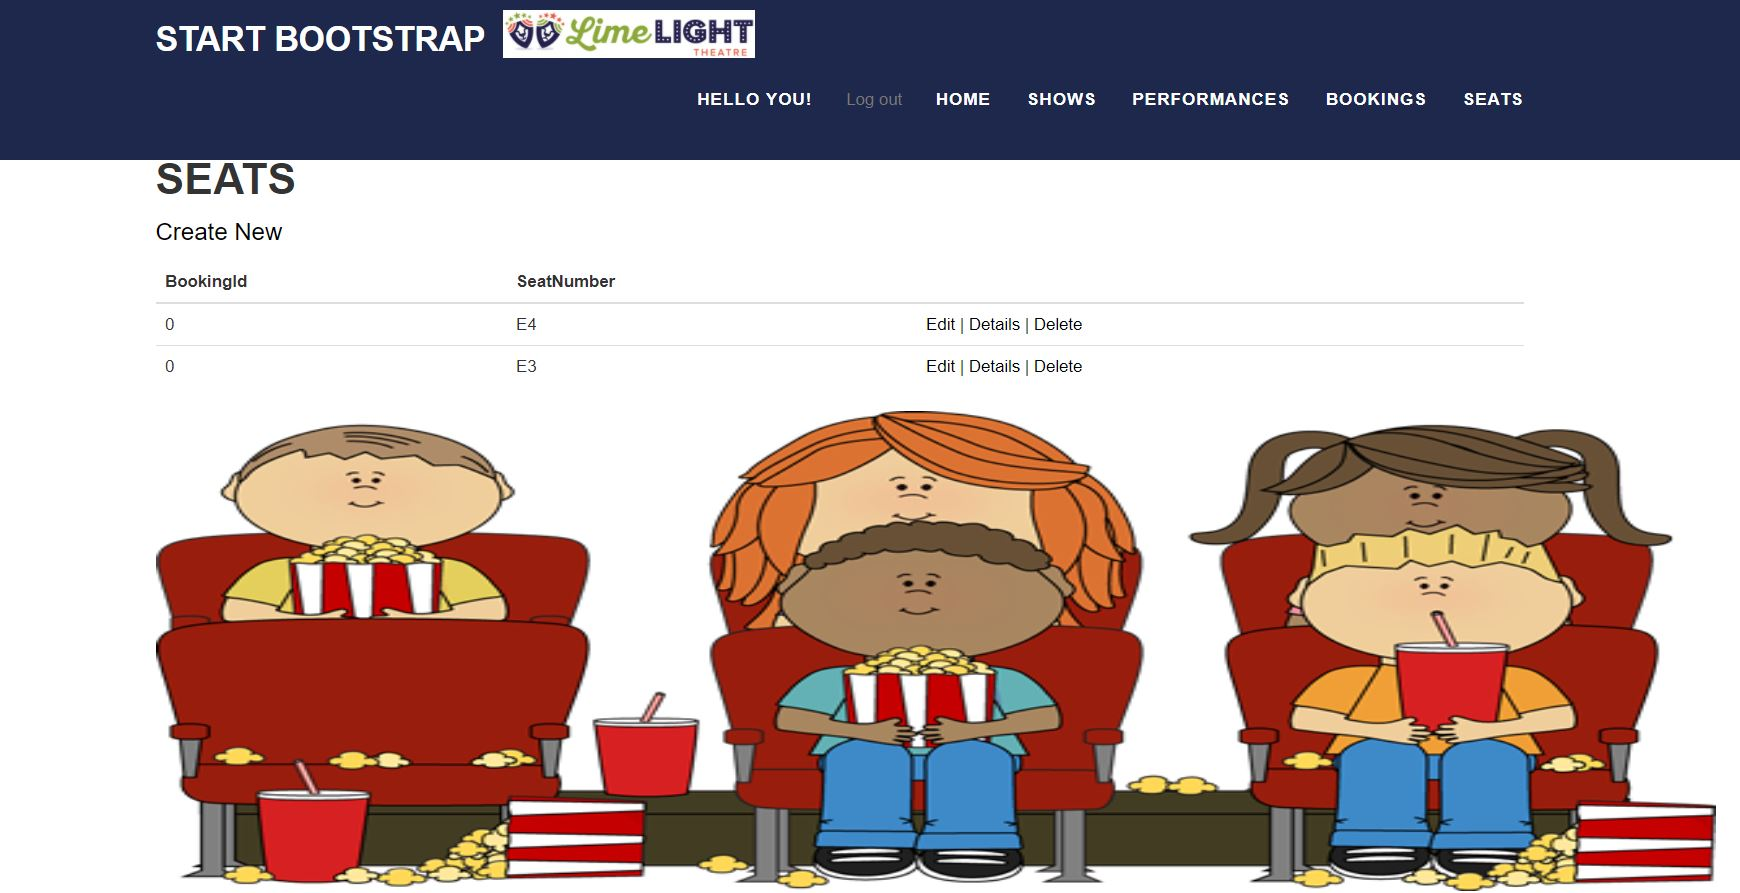 START BOOTSTRAP Lime LIGHT THEATRE
HELLO YOU! Log out HOME SHOWS PERFORMANCES BOOKINGS SEATS
SEATS
Create New
BookingId SeatNumber
0 E4 Edit | Details | Delete
0 E3 Edit | Details | Delete